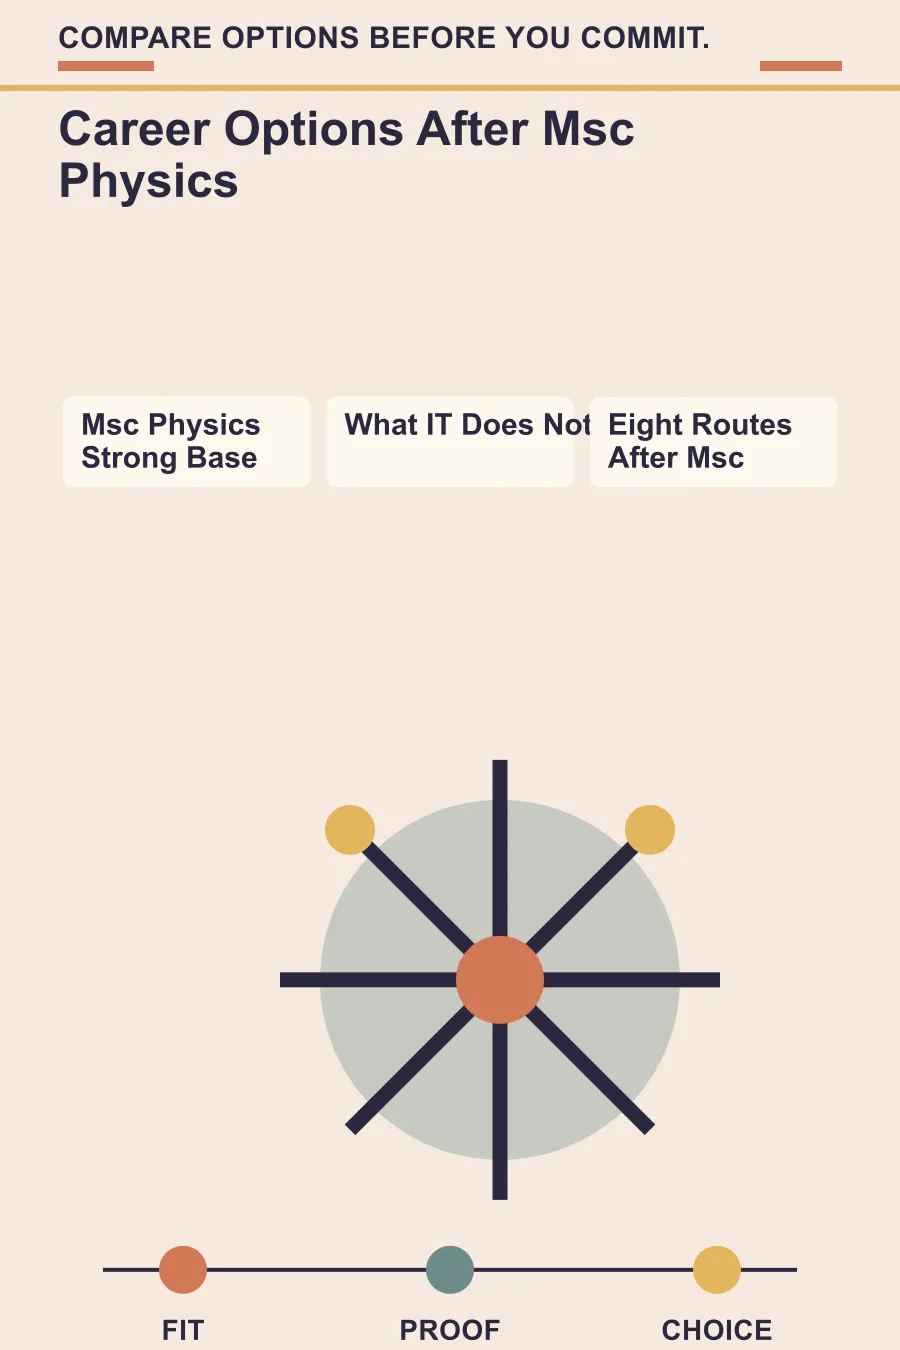 COMPARE OPTIONS BEFORE YOU COMMIT.
Career Options After Msc
Physics
Msc Physics
Strong Base
What IT Does Not
Eight Routes
After Msc
FIT
PROOF
CHOICE